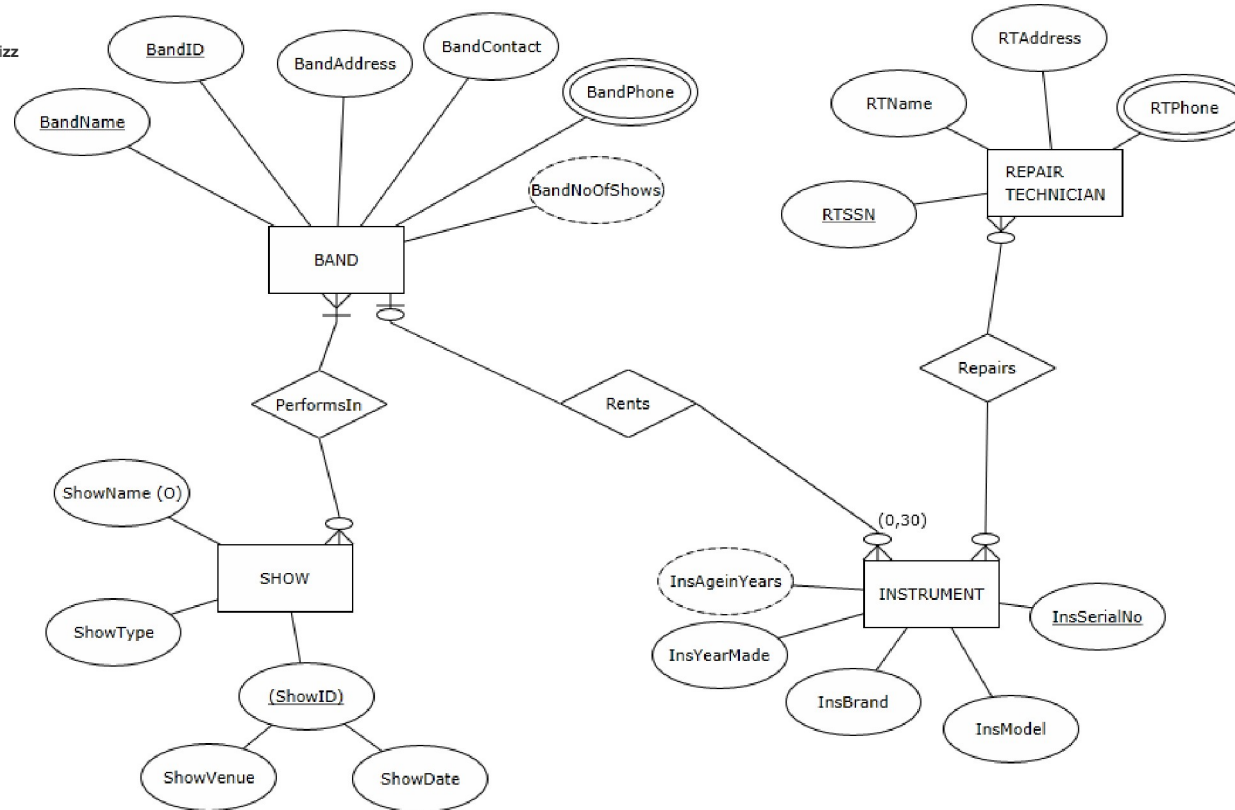 izz
BandID
BandAddress
BandContact
BandPhone
BandName
BandNoOfShows
BAND
RTAddress
RTName
RTPhone
REPAIR
TECHNICIAN
RTSSN
PerformsIn
Rents
Repairs
ShowName (O)
SHOW
ShowType
(ShowID)
ShowVenue
ShowDate
(0,30)
InsAgeinYears
INSTRUMENT
InsSerialNo
InsYearMade
InsBrand
InsModel